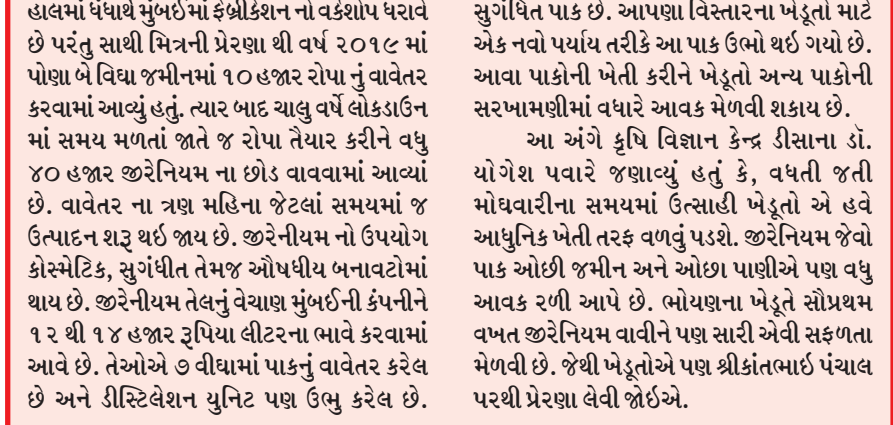 હાલમાં ધંધાર્થે મુંબઈમાં ફેબ્રીકેશન નો વર્કશોપ ધરાવે
છે પરંતુ સાથી મિત્રની પ્રેરણા થી વર્ષ ૨૦૧૯ માં
પોણા બે વિઘા જમીનમાં ૧૦ હજાર રોપા નું વાવેતર
કરવામાં આવ્યું હતું. ત્યાર બાદ ચાલુ વર્ષે લોકડાઉન
માં સમય મળતાં જાતે જ રોપા તૈયાર કરીને વધુ
૪૦ હજાર જીરેનિયમ ના છોડ વાવવામાં આવ્યાં
છે. વાવેતર ના ત્રણ મહિના જેટલાં સમયમાં જ
ઉત્પાદન શરૂ થઇ જાય છે. જીરેનીયમ નો ઉપયોગ
કોસ્મેટિક, સુગંધીત તેમજ ઔષધીય બનાવટોમાં
થાય છે. જીરેનીયમ તેલનું વેચાણ મુંબઈની કંપનીને
૧૨ થી ૧૪ હજાર રૂપિયા લીટરના ભાવે કરવામાં
આવે છે. તેઓએ ૭ વીઘામાં પાકનું વાવેતર કરેલ
છે અને ડીસ્ટિલેશન યુનિટ પણ ઉભુ કરેલ છે.
સુગંધિત પાક છે. આપણા વિસ્તારના ખેડૂતો માટે
એક નવો પર્યાય તરીકે આ પાક ઉભો થઇ ગયો છે.
આવા પાકોની ખેતી કરીને ખેડૂતો અન્ય પાકોની
સરખામણીમાં વધારે આવક મેળવી શકાય છે.
આ અંગે કૃષિ વિજ્ઞાન કેન્દ્ર ડીસાના ડૉ.
યોગેશ પવારે જણાવ્યું હતું કે, વધતી જતી
મોઘવારીના સમયમાં ઉત્સાહી ખેડૂતો એ હવે
આધુનિક ખેતી તરફ વળવું પડશે. જીરેનિયમ જેવો
પાક ઓછી જમીન અને ઓછા પાણીએ પણ વધુ
આવક રળી આપે છે. ભોયણના ખેડૂતે સૌપ્રથમ
વખત જીરેનિયમ વાવીને પણ સારી એવી સફળતા
મેળવી છે. જેથી ખેડૂતોએ પણ શ્રીકાંતભાઇ પંચાલ
પરથી પ્રેરણા લેવી જોઇએ.